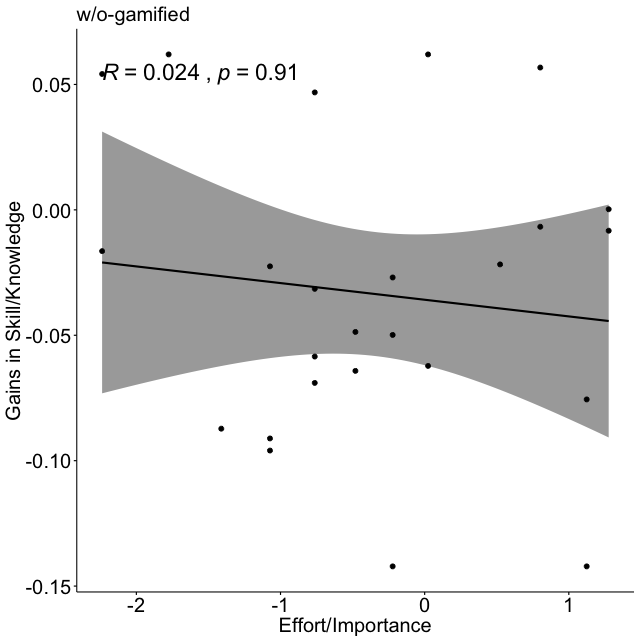 w/o-gamified
R = 0.024 , p = 0.91
0.05
0.00
-0.05
-0.10
-0.15
Gains in Skill/Knowledge
-2 -1 0 1
Effort/Importance